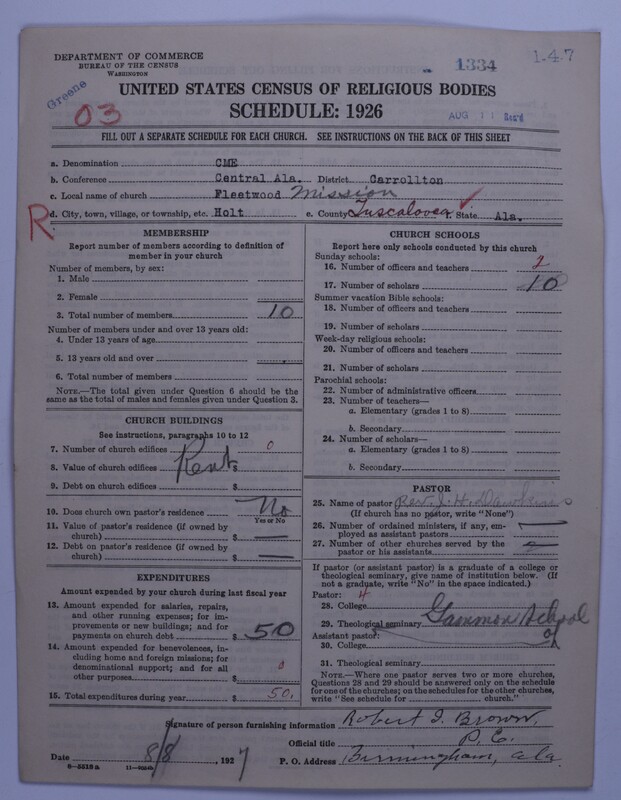 DEPARTMENT OF COMMERCE
BUREAU OF THE CENSUS
WASHINGTON
1334
1-4-7
Greene
03
UNITED STATES CENSUS OF RELIGIOUS BODIES
SCHEDULE: 1926
AUG 11
FILL OUT A SEPARATE SCHEDULE FOR EACH CHURCH. SEE INSTRUCTIONS ON THE BACK OF THIS SHEET
a. Denomination CME
b. Conference Central Ala. District Carrollton
c. Local name of church Fleetwood Mission
R d. City, town, village, or township, etc. Holt e. County Tuscaloosa f. State Ala.
MEMBERSHIP
Report number of members according to definition of
member in your church
Number of members, by sex:
1. Male
2. Female
3. Total number of members 10
Number of members under and over 13 years old:
4. Under 13 years of age
5. 13 years old and over
6. Total number of members
NOTE.—The total given under Question 6 should be the
same as the total of males and females given under Question 3.
CHURCH BUILDINGS
See instructions, paragraphs 10 to 12
7. Number of church edifices 0
8. Value of church edifices Rent $
9. Debt on church edifices $
10. Does church own pastor's residence No
Yes or No
11. Value of pastor's residence (if owned by
church) $ —
12. Debt on pastor's residence (if owned by
church) $ —
EXPENDITURES
Amount expended by your church during last fiscal year
13. Amount expended for salaries, repairs,
and other running expenses; for im-
provements or new buildings; and for
payments on church debt $ 50
14. Amount expended for benevolences, in-
cluding home and foreign missions; for
denominational support; and for all
other purposes $ 0
15. Total expenditures during year $ 50.
CHURCH SCHOOLS
Report here only schools conducted by this church
Sunday schools:
16. Number of officers and teachers 2
17. Number of scholars 10
Summer vacation Bible schools:
18. Number of officers and teachers
19. Number of scholars
Week-day religious schools:
20. Number of officers and teachers
21. Number of scholars
Parochial schools:
22. Number of administrative officers
23. Number of teachers—
a. Elementary (grades 1 to 8)
b. Secondary
24. Number of scholars—
a. Elementary (grades 1 to 8)
b. Secondary
PASTOR
25. Name of pastor Rev. J. H. Dawkins
(If church has no pastor, write "None")
26. Number of ordained ministers, if any, em-
ployed as assistant pastors —
27. Number of other churches served by the
pastor or his assistants
If pastor (or assistant pastor) is a graduate of a college or
theological seminary, give name of institution below. (If
not a graduate, write "No" in the space indicated.)
Pastor: 4
28. College
29. Theological seminary Gammon School
Assistant pastor:
30. College
31. Theological seminary
NOTE.—Where one pastor serves two or more churches,
Questions 28 and 29 should be answered only on the schedule
for one of the churches; on the schedules for the other churches,
write "See schedule for church."
Signature of person furnishing information Robert T. Brown,
Official title P.C.
Date 8/8, 1927 P. O. Address Birmingham, Ala
6-5519a